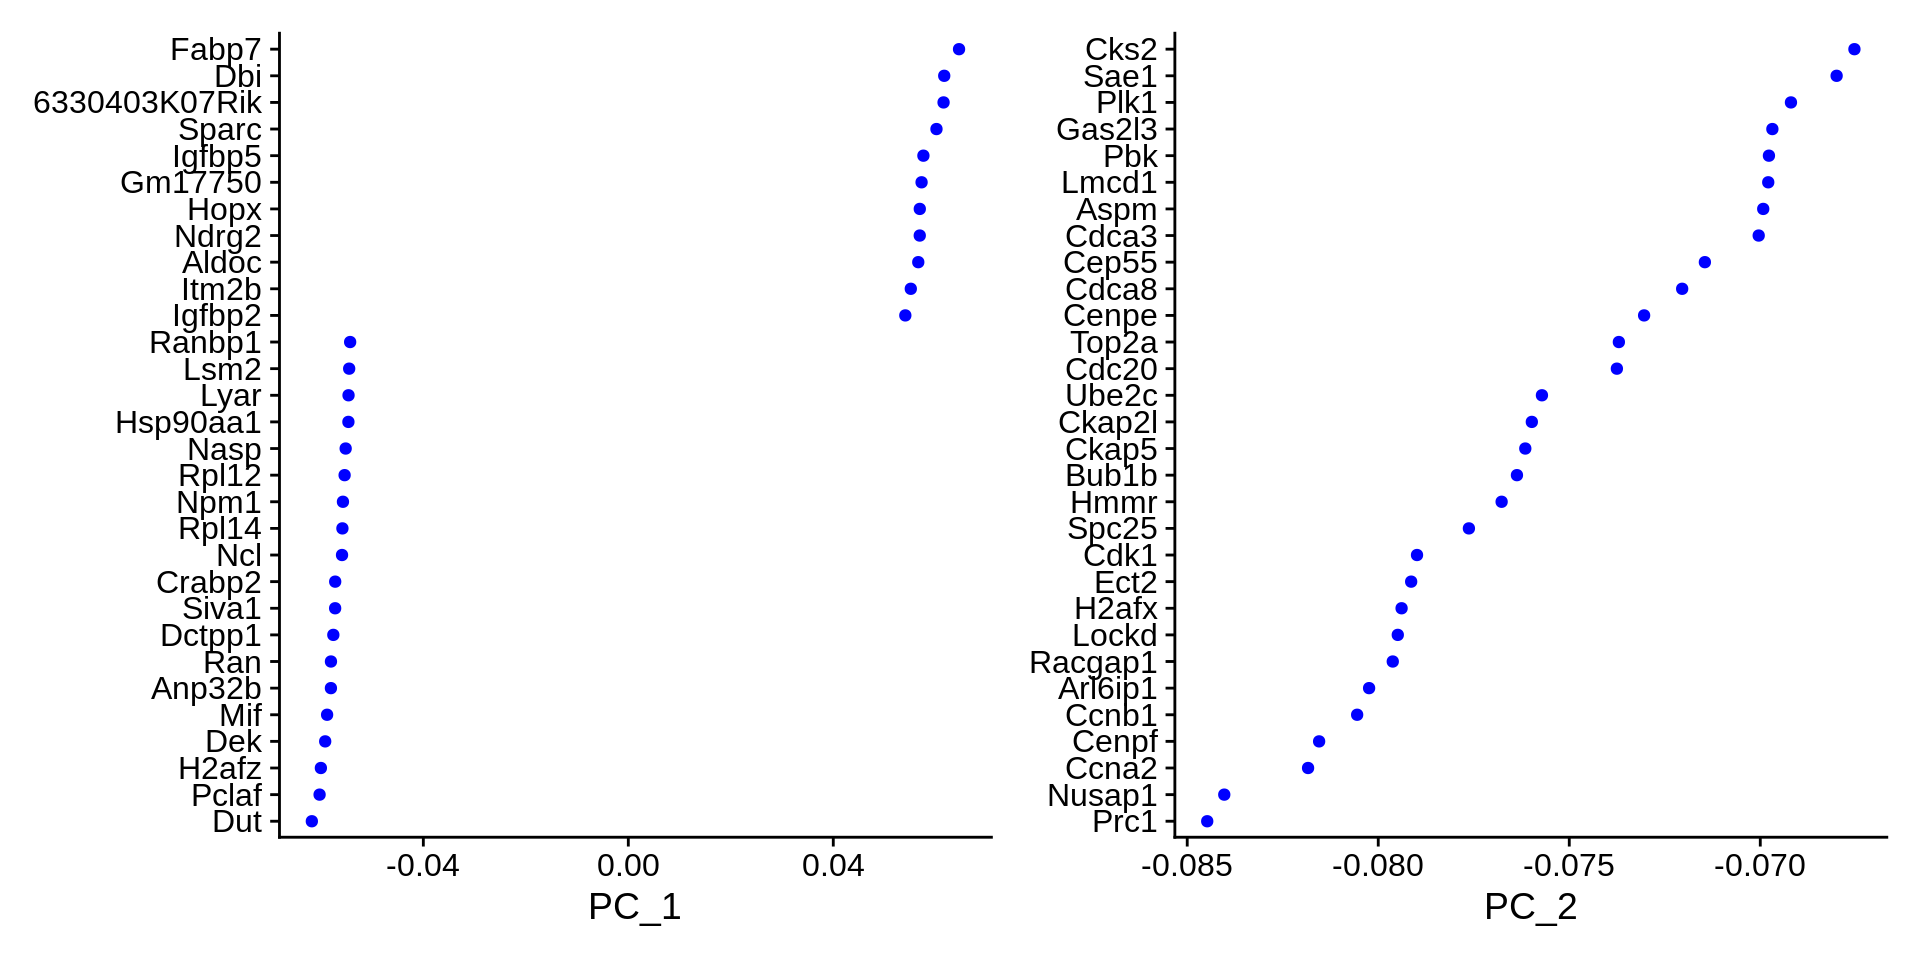 Fabp7
Dbi
6330403K07Rik
Sparc
Igfbp5
Gm17750
Hopx
Ndrg2
Aldoc
Itm2b
Igfbp2
Ranbp1
Lsm2
Lyar
Hsp90aa1
Nasp
Rpl12
Npm1
Rpl14
Ncl
Crabp2
Siva1
Dctpp1
Ran
Anp32b
Mif
Dek
H2afz
Pclaf
Dut
-0.04 0.00 0.04
PC_1
Cks2
Sae1
Plk1
Gas2l3
Pbk
Lmcd1
Aspm
Cdca3
Cep55
Cdca8
Cenpe
Top2a
Cdc20
Ube2c
Ckap2l
Ckap5
Bub1b
Hmmr
Spc25
Cdk1
Ect2
H2afx
Lockd
Racgap1
Arl6ip1
Ccnb1
Cenpf
Ccna2
Nusap1
Prc1
-0.085 -0.080 -0.075 -0.070
PC_2